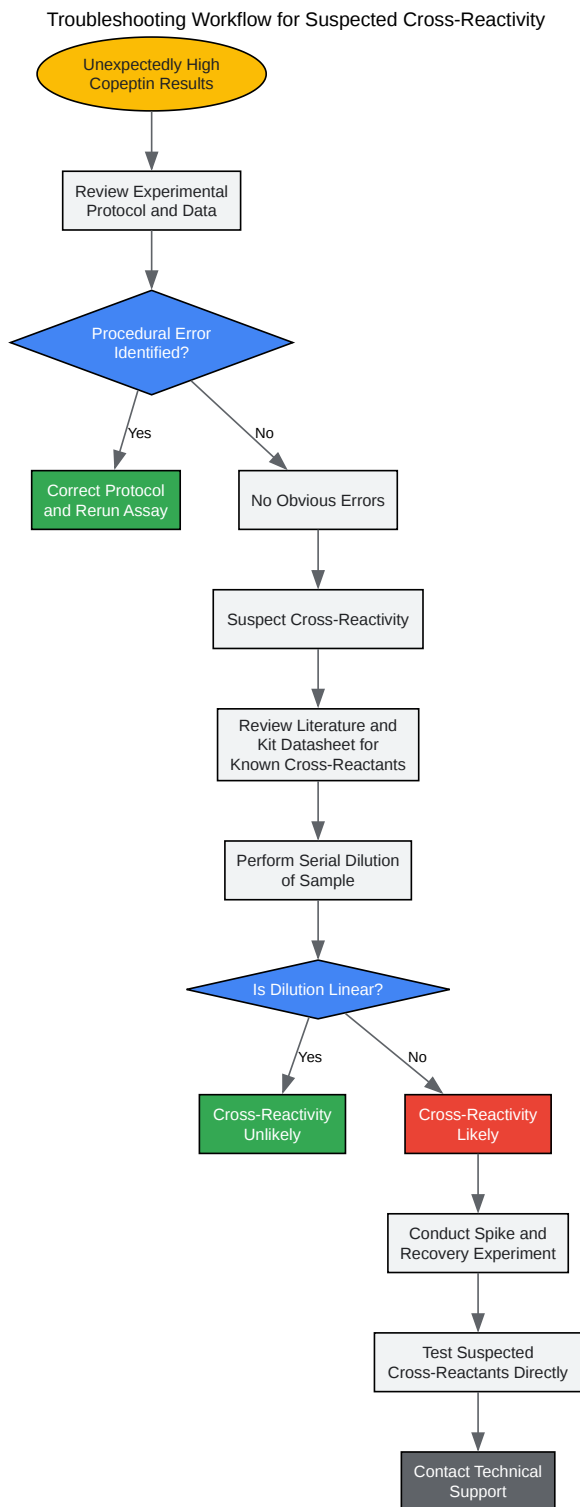 Troubleshooting Workflow for Suspected Cross-Reactivity
Unexpectedly High
Copeptin Results
Review Experimental
Protocol and Data
Procedural Error
Identified?
Yes
No
Correct Protocol
and Rerun Assay
No Obvious Errors
Suspect Cross-Reactivity
Review Literature and
Kit Datasheet for
Known Cross-Reactants
Perform Serial Dilution
of Sample
Is Dilution Linear?
Yes
No
Cross-Reactivity
Unlikely
Cross-Reactivity
Likely
Conduct Spike and
Recovery Experiment
Test Suspected
Cross-Reactants Directly
Contact Technical
Support